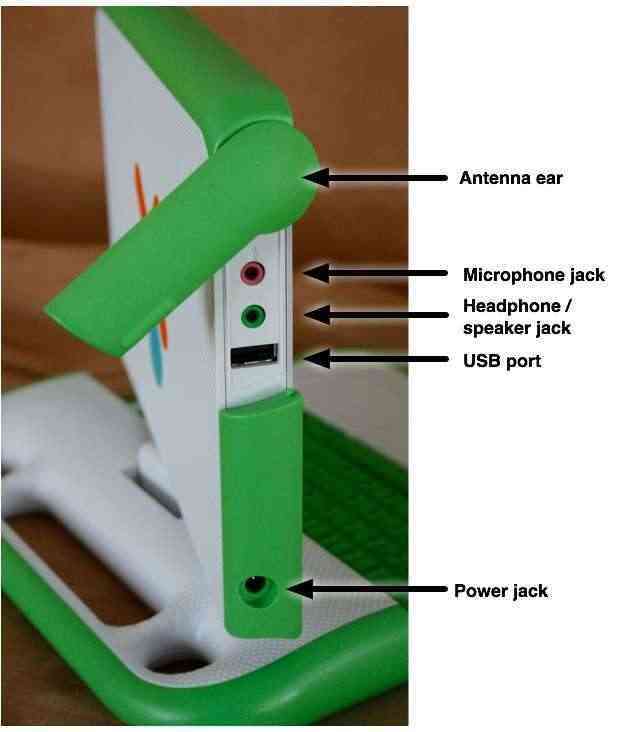 Antenna ear
Microphone jack
Headphone /
speaker jack
USB port
Power jack